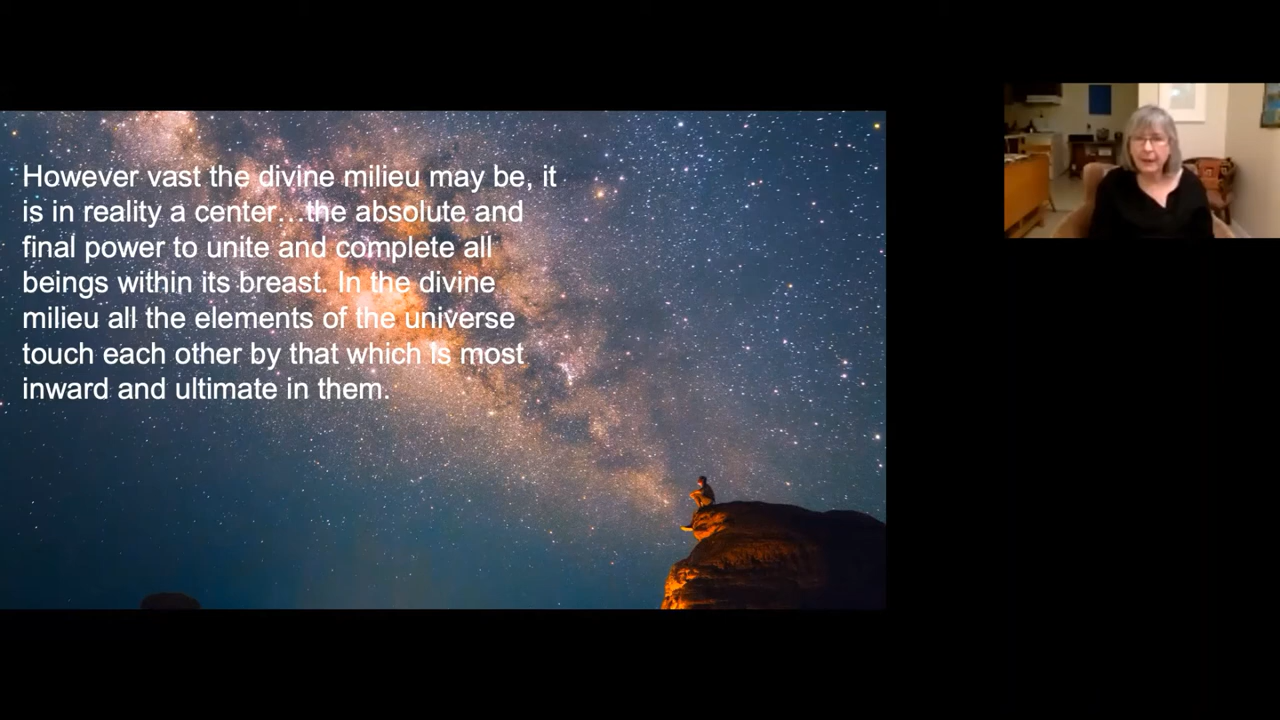 However vast the divine milieu may be, it
is in reality a center…the absolute and
final power to unite and complete all
beings within its breast. In the divine
milieu all the elements of the universe
touch each other by that which is most
inward and ultimate in them.